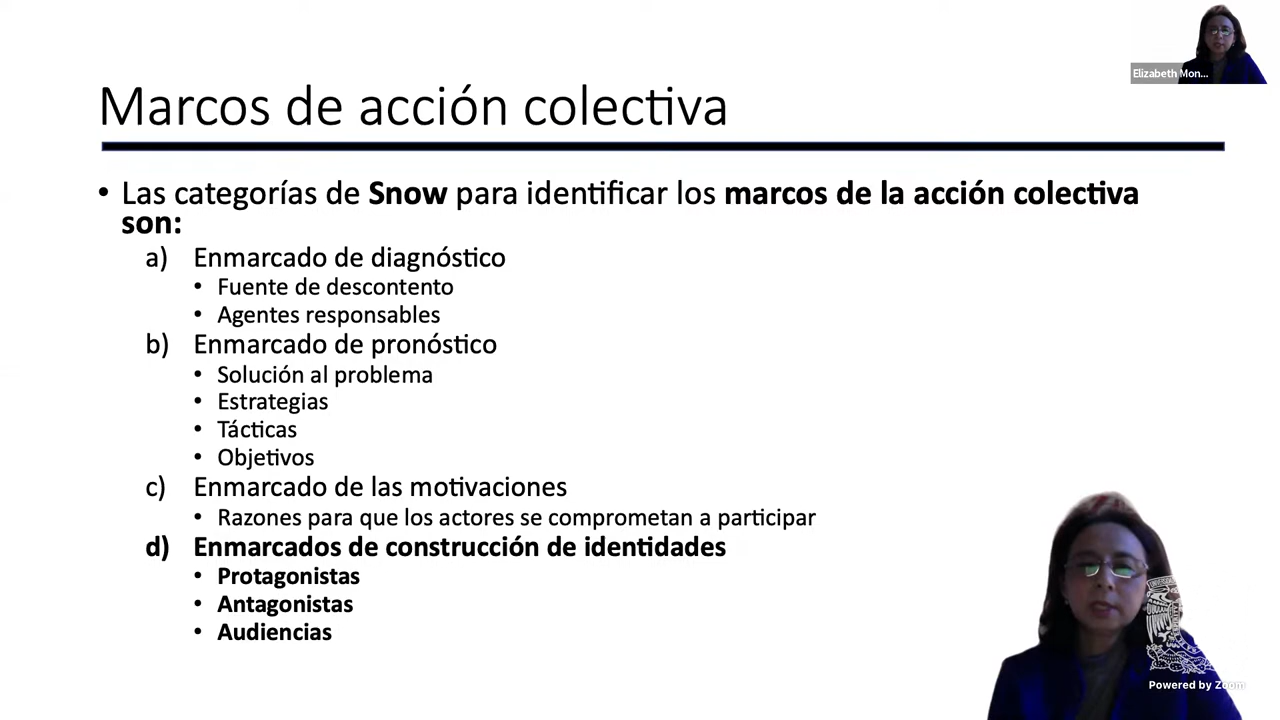 Elizabeth Mon...
Marcos de acción colectiva
• Las categorías de Snow para identificar los marcos de la acción colectiva
son:
a) Enmarcado de diagnóstico
• Fuente de descontento
• Agentes responsables
b) Enmarcado de pronóstico
• Solución al problema
• Estrategias
• Tácticas
• Objetivos
c) Enmarcado de las motivaciones
• Razones para que los actores se comprometan a participar
d) Enmarcados de construcción de identidades
• Protagonistas
• Antagonistas
• Audiencias
Powered by Zoom